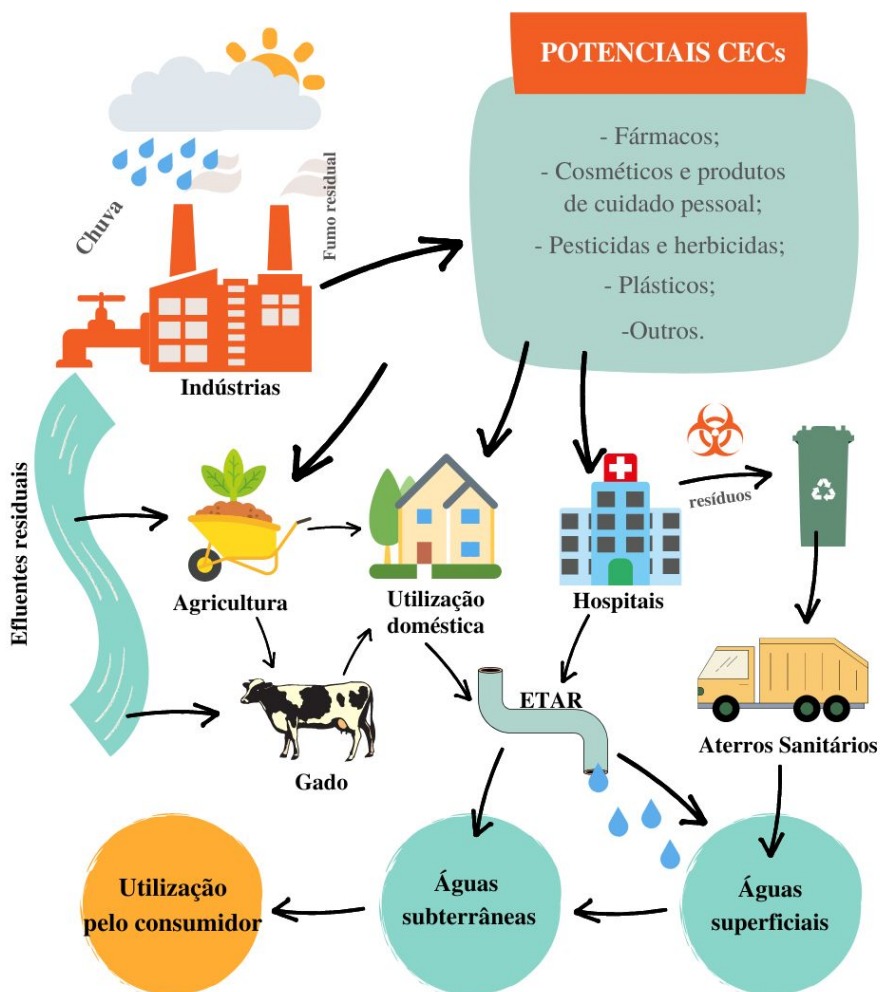 POTENCIAIS CECs
- Fármacos;
- Cosméticos e produtos
de cuidado pessoal;
- Pesticidas e herbicidas;
- Plásticos;
-Outros.
Chuva
Fumo residual
Indústrias
Efluentes residuais
resíduos
Agricultura
Utilização
doméstica
Hospitais
ETAR
Gado
Aterros Sanitários
Utilização
pelo consumidor
Águas
subterrâneas
Águas
superficiais